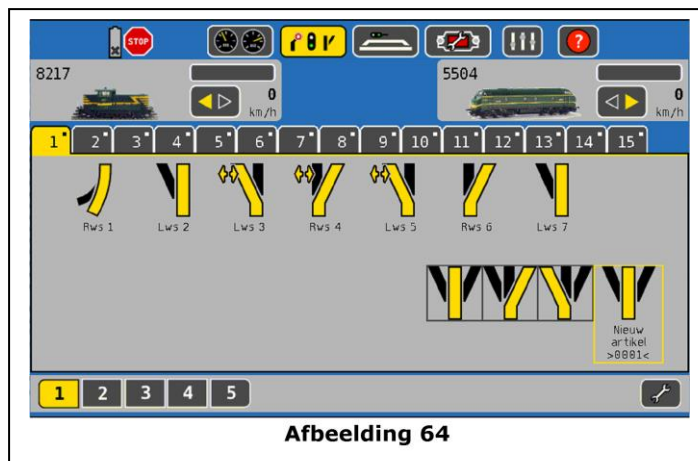 STOP
?
8217
0
km/h
5504
0
km/h
1 2 3 4 5 6 7 8 9 10 11 12 13 14 15
Rws 1 Lws 2 Lws 3 Rws 4 Lws 5 Rws 6 Lws 7
Nieuw
artikel
>0001<
1 2 3 4 5
Afbeelding 64